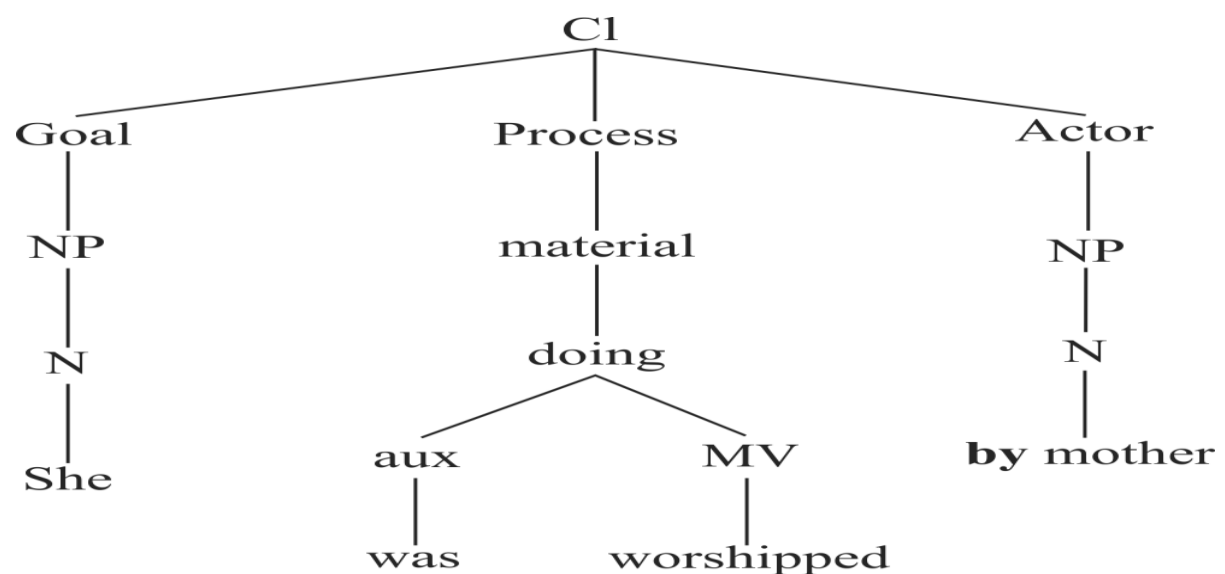 Cl
Goal Process Actor
NP material NP
N doing N
aux MV by mother
She
was worshipped